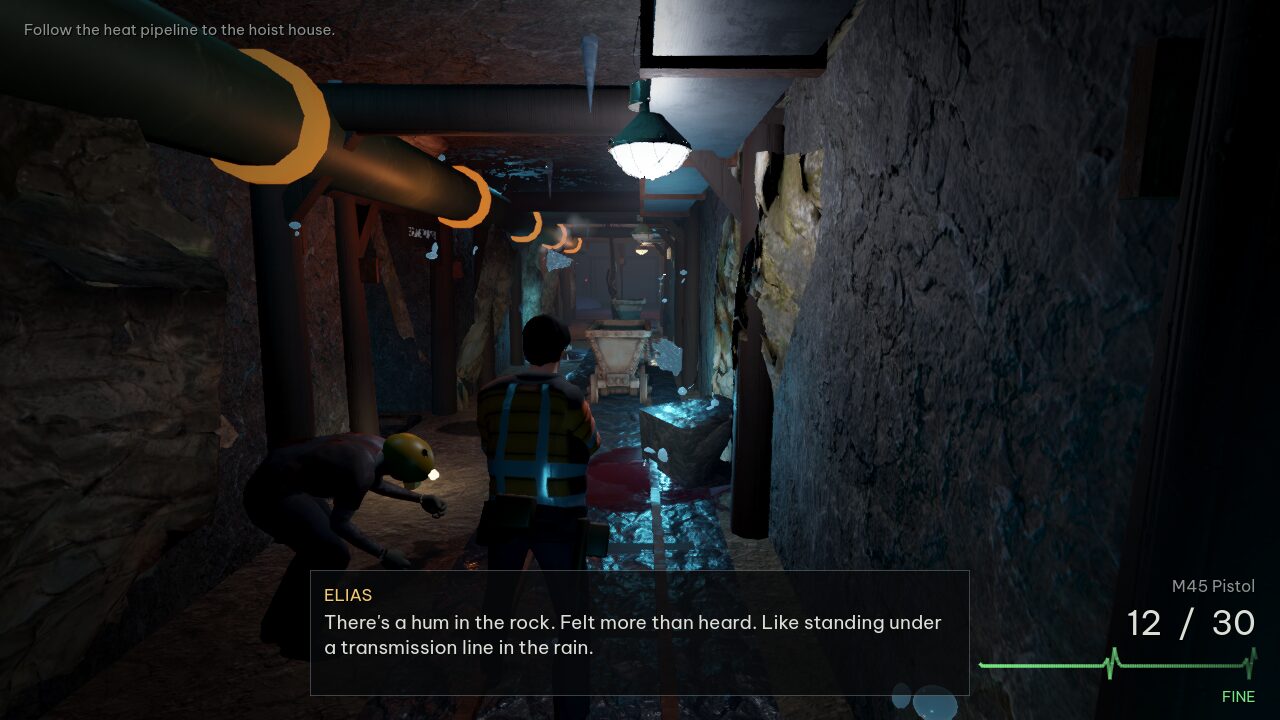 Follow the heat pipeline to the hoist house.
ELIAS
There's a hum in the rock. Felt more than heard. Like standing under
a transmission line in the rain.
M45 Pistol
12 / 30
FINE